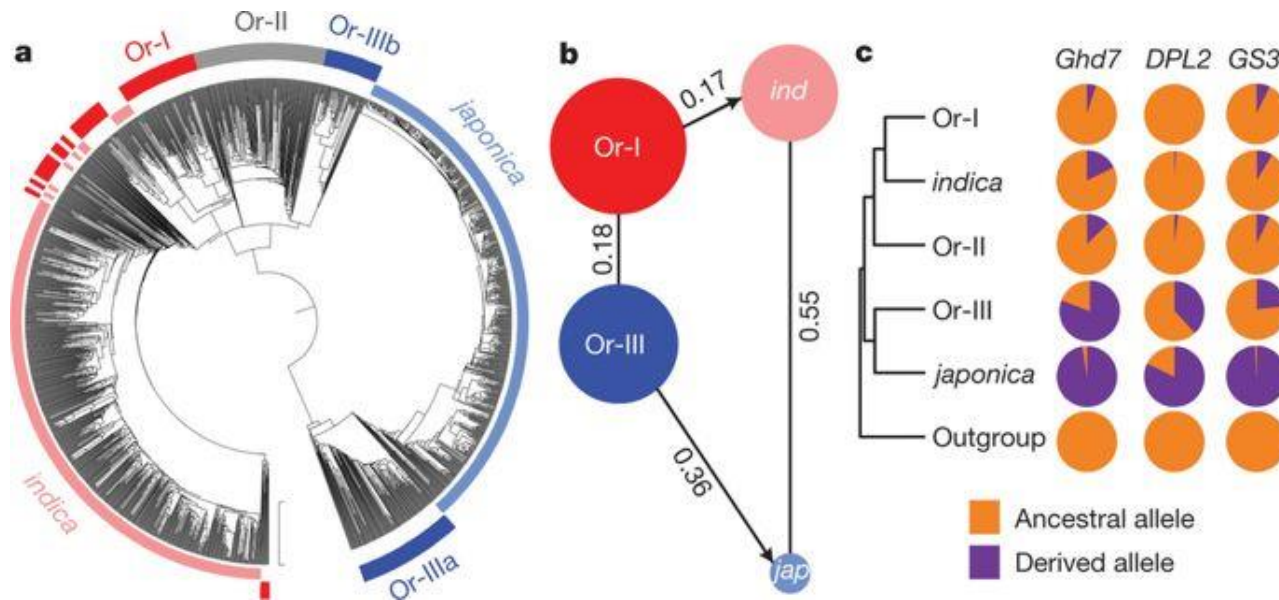 a
Or-I
Or-II
Or-IIIb
japonica
indica
Or-IIIa
b
Or-I
0.17
ind
0.18
Or-III
0.55
0.36
jap
c
Ghd7 DPL2 GS3
Or-I
indica
Or-II
Or-III
japonica
Outgroup
Ancestral allele
Derived allele